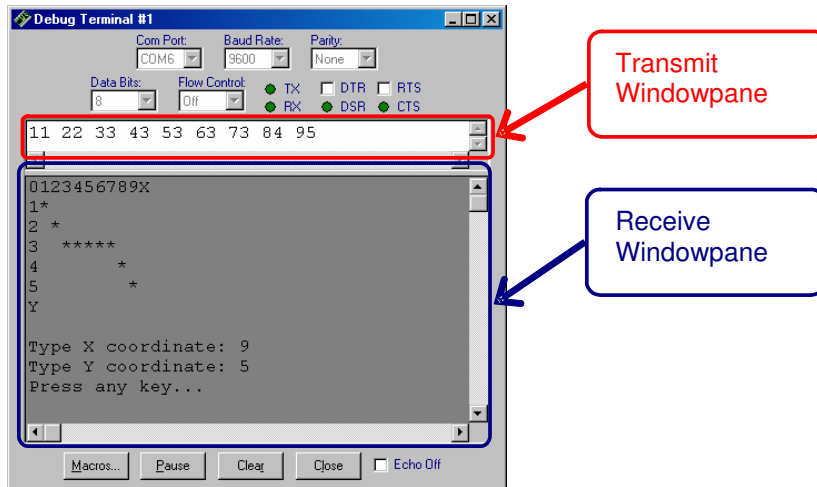 Debug Terminal #1
Com Port: Baud Rate: Parity:
COM6 9600 None
Data Bits: Flow Control: TX DTR RTS
8 Off RX DSR CTS
11 22 33 43 53 63 73 84 95
0123456789X
1*
2 *
3  *****
4       *
5        *
Y
Type X coordinate: 9
Type Y coordinate: 5
Press any key...
Macros... Pause Clear Close Echo Off
Transmit
Windowpane
Receive
Windowpane